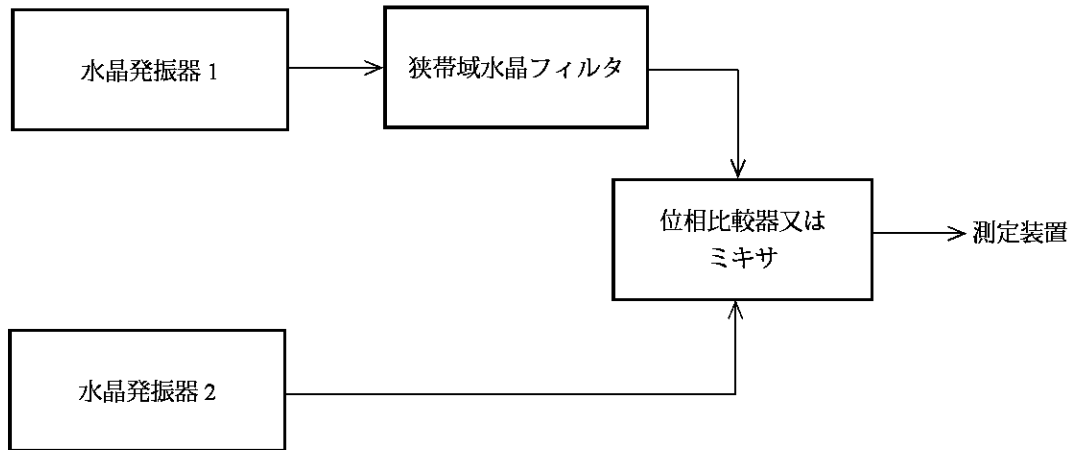 水晶発振器 1
狭帯域水晶フィルタ
位相比較器又は
ミキサ
測定装置
水晶発振器 2